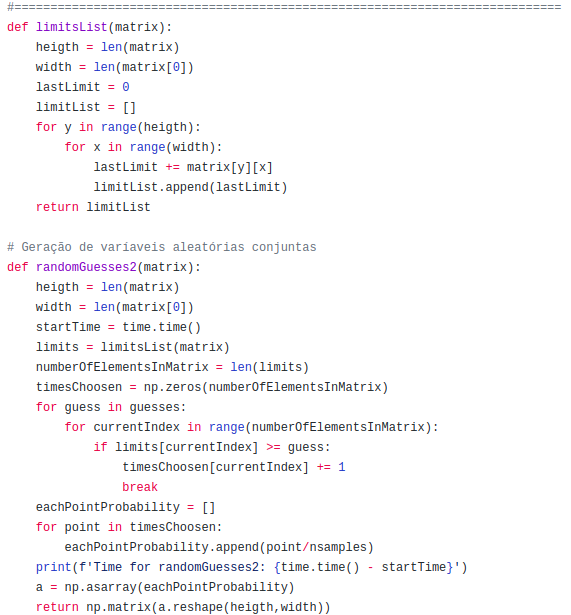 #============================================================================
def limitsList(matrix):
    heigth = len(matrix)
    width = len(matrix[0])
    lastLimit = 0
    limitList = []
    for y in range(heigth):
        for x in range(width):
            lastLimit += matrix[y][x]
            limitList.append(lastLimit)
    return limitList

# Geração de varíaveis aleatórias conjuntas
def randomGuesses2(matrix):
    heigth = len(matrix)
    width = len(matrix[0])
    startTime = time.time()
    limits = limitsList(matrix)
    numberOfElementsInMatrix = len(limits)
    timesChoosen = np.zeros(numberOfElementsInMatrix)
    for guess in guesses:
        for currentIndex in range(numberOfElementsInMatrix):
            if limits[currentIndex] >= guess:
                timesChoosen[currentIndex] += 1
                break
    eachPointProbability = []
    for point in timesChoosen:
        eachPointProbability.append(point/nsamples)
    print(f'Time for randomGuesses2: {time.time() - startTime}')
    a = np.asarray(eachPointProbability)
    return np.matrix(a.reshape(heigth,width))